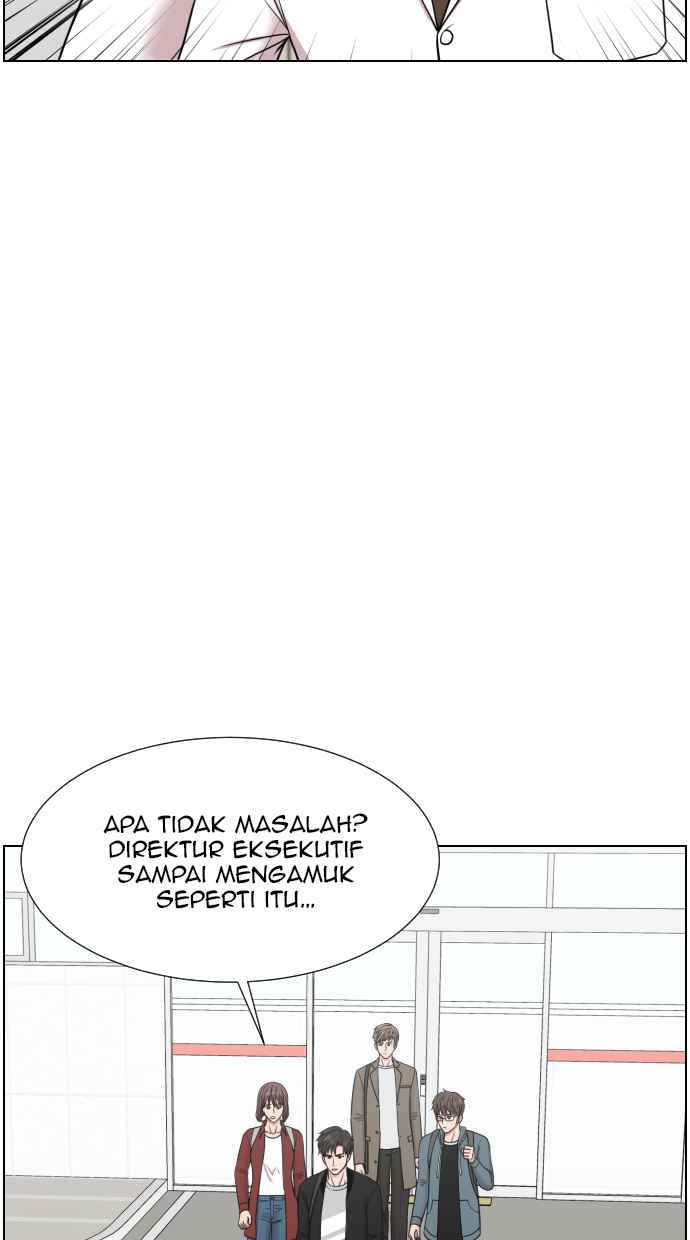 APA TIDAK MASALAH?
DIREKTUR EKSEKUTIF
SAMPAI MENGAMUK
SEPERTI ITU...